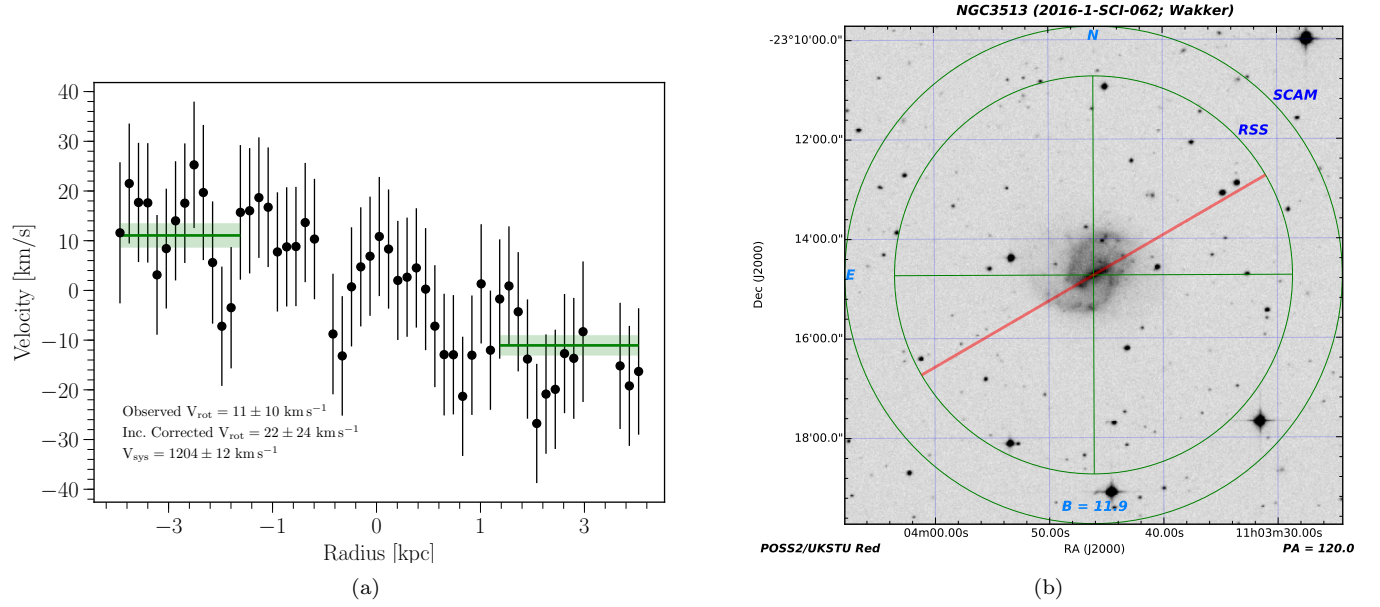 40
30
20
10
0
−10
−20
−30
−40
Velocity [km/s]
Observed V_rot = 11 ± 10 km s⁻¹
Inc. Corrected V_rot = 22 ± 24 km s⁻¹
V_sys = 1204 ± 12 km s⁻¹
−3 −1 0 1 3
Radius [kpc]
(a)
NGC3513 (2016-1-SCI-062; Wakker)
-23°10'00.0"
12'00.0"
14'00.0"
16'00.0"
18'00.0"
Dec (J2000)
N
SCAM
RSS
E
B = 11.9
04ᵐ00.00s 50.00s 40.00s 11h03m30.00s
POSS2/UKSTU Red
RA (J2000)
PA = 120.0
(b)